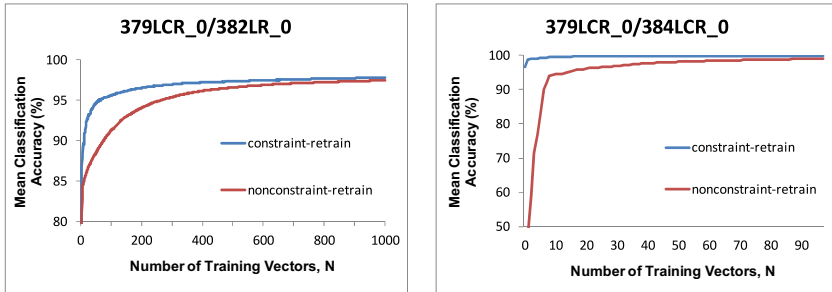 379LCR_0/382LR_0
100
95
90
85
80
0
200
400
600
800
1000
Mean Classification
Accuracy (%)
Number of Training Vectors, N
constraint-retrain
nonconstraint-retrain
379LCR_0/384LCR_0
100
90
80
70
60
50
0
10
20
30
40
50
60
70
80
90
Mean Classification
Accuracy (%)
Number of Training Vectors, N
constraint-retrain
nonconstraint-retrain